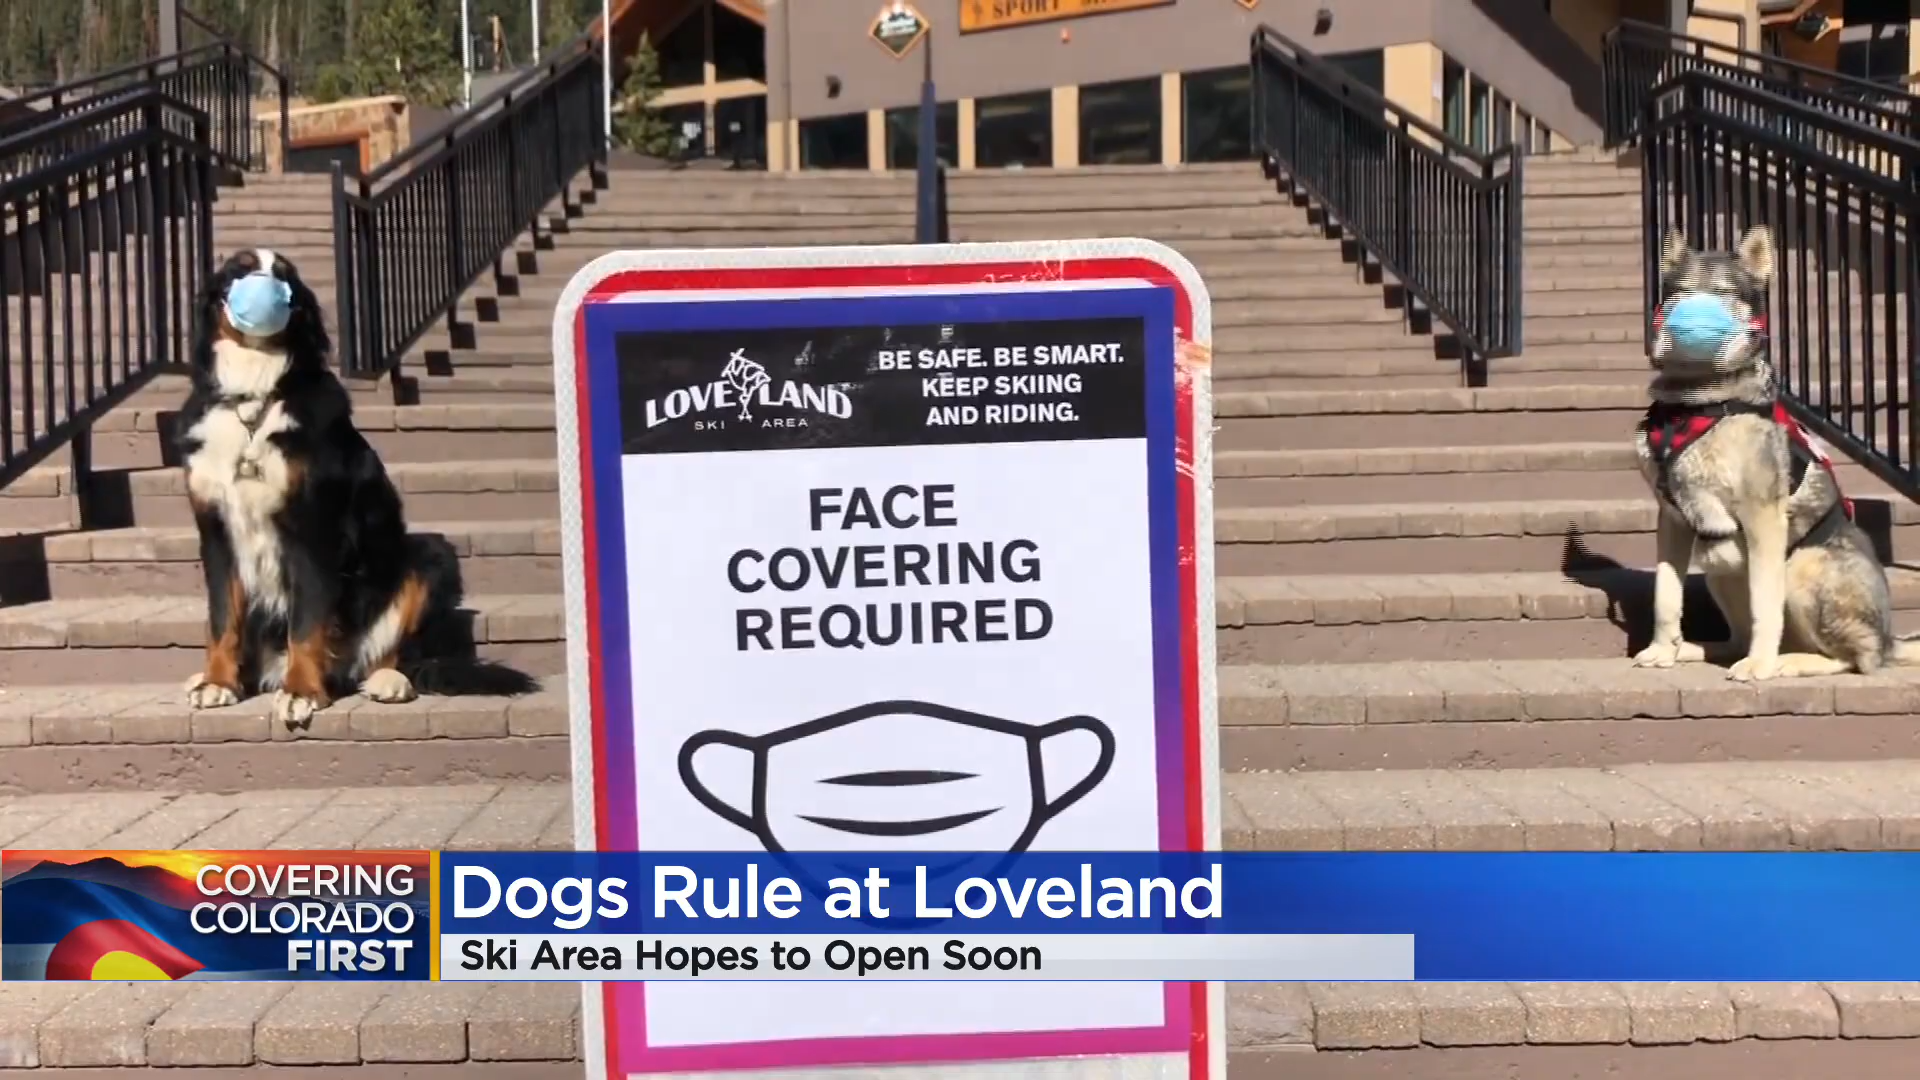 SPORT
LOVELAND
SKI AREA
BE SAFE. BE SMART.
KEEP SKIING
AND RIDING.
FACE
COVERING
REQUIRED
COVERING
COLORADO
FIRST
Dogs Rule at Loveland
Ski Area Hopes to Open Soon